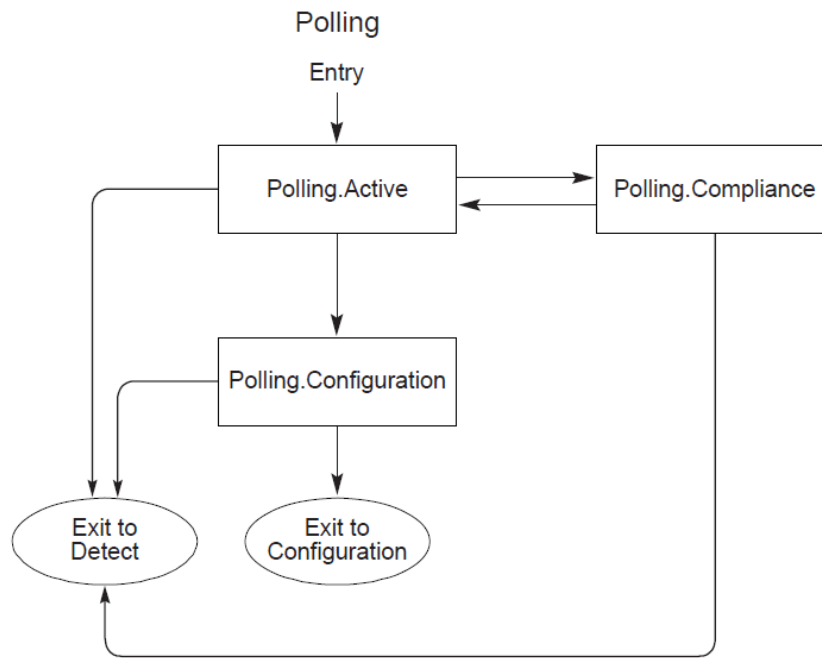 Polling
Entry
Polling.Active
Polling.Compliance
Polling.Configuration
Exit to
Detect
Exit to
Configuration